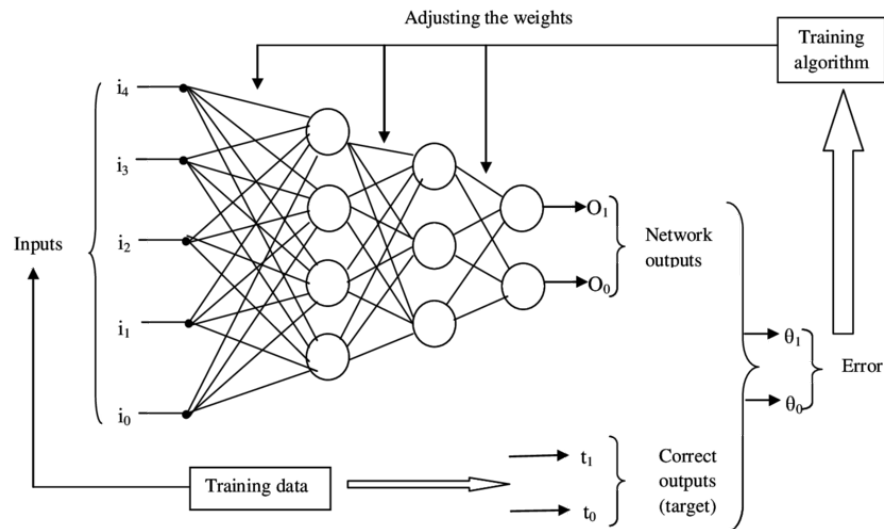 Adjusting the weights
Training
algorithm
i4
i3
i2
i1
i0
Inputs
O1
O0
Network
outputs
θ1
θ0
Error
Training data
t1
t0
Correct
outputs
(target)